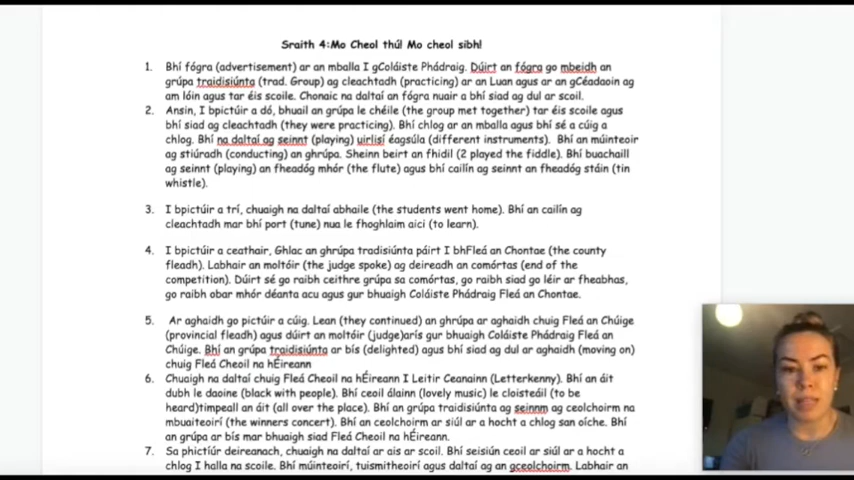 Sraith 4:Mo Cheol thú! Mo cheol sibh!
1. Bhí fógra (advertisement) ar an mballa I gColáiste Phádraig. Dúirt an fógra go mbeidh an
grúpa traidisiúnta (trad. Group) ag cleachtadh (practicing) ar an Luan agus ar an gCéadaoin ag
am lóin agus tar éis scoile. Chonaic na daltaí an fógra nuair a bhí siad ag dul ar scoil.
2. Ansin, I bpictúir a dó, bhuail an grúpa le chéile (the group met together) tar éis scoile agus
bhí siad ag cleachtadh (they were practicing). Bhí chlog ar an mballa agus bhí sé a cúig a
chlog. Bhí na daltaí ag seinnt (playing) uirlisí éagsúla (different instruments). Bhí an múinteoir
ag stiúradh (conducting) an ghrúpa. Sheinn beirt an fhidil (2 played the fiddle). Bhí buachaill
ag seinnt (playing) an fheadóg mhór (the flute) agus bhí cailín ag seinnt an fheadóg stáin (tin
whistle).
3. I bpictúir a trí, chuaigh na daltaí abhaile (the students went home). Bhí an cailín ag
cleachtadh mar bhí port (tune) nua le fhoghlaim aici (to learn).
4. I bpictúir a ceathair, Ghlac an ghrúpa tradisiúnta páirt I bhFleá an Chontae (the county
fleadh). Labhair an moltóir (the judge spoke) ag deireadh an comórtas (end of the
competition). Dúirt sé go raibh ceithre grúpa sa comórtas, go raibh siad go léir ar fheabhas,
go raibh obar mhór déanta acu agus gur bhuaigh Coláiste Phádraig Fleá an Chontae.
5. Ar aghaidh go pictúir a cúig. Lean (they continued) an ghrúpa ar aghaidh chuig Fleá an Chúige
(provincial fleadh) agus dúirt an moltóir (judge)arís gur bhuaigh Coláiste Phádraig Fleá an
Chúige. Bhí an grúpa traidisiúnta ar bís (delighted) agus bhí siad ag dul ar aghaidh (moving on)
chuig Fleá Cheoil na hÉireann
6. Chuaigh na daltaí chuig Fleá Cheoil na hÉireann I Leitir Ceanainn (Letterkenny). Bhí an áit
dubh le daoine (black with people). Bhí ceoil álainn (lovely music) le cloisteáil (to be
heard)timpeall an áit (all over the place). Bhí an grúpa traidisiúnta ag seinnm ag ceolchoirm na
mbuaiteoirí (the winners concert). Bhí an ceolchoirm ar siúl ar a hocht a chlog san oíche. Bhí
an grúpa ar bís mar bhuaigh siad Fleá Cheoil na hÉireann.
7. Sa phictiúr deireanach, chuaigh na daltaí ar ais ar scoil. Bhí seisiún ceoil ar siúl ar a hocht a
chlog I halla na scoile. Bhí múinteoirí, tuismitheoirí agus daltaí ag an gceolchoirm. Labhair an